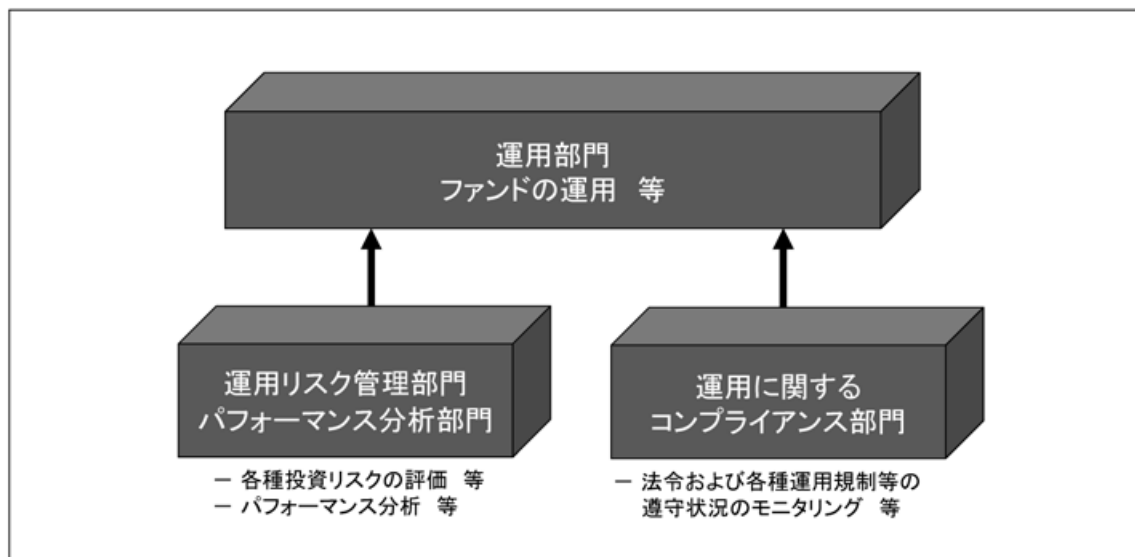 運用部門
ファンドの運用 等
運用リスク管理部門
パフォーマンス分析部門
－ 各種投資リスクの評価 等
－ パフォーマンス分析 等
運用に関する
コンプライアンス部門
－ 法令および各種運用規制等の
遵守状況のモニタリング 等